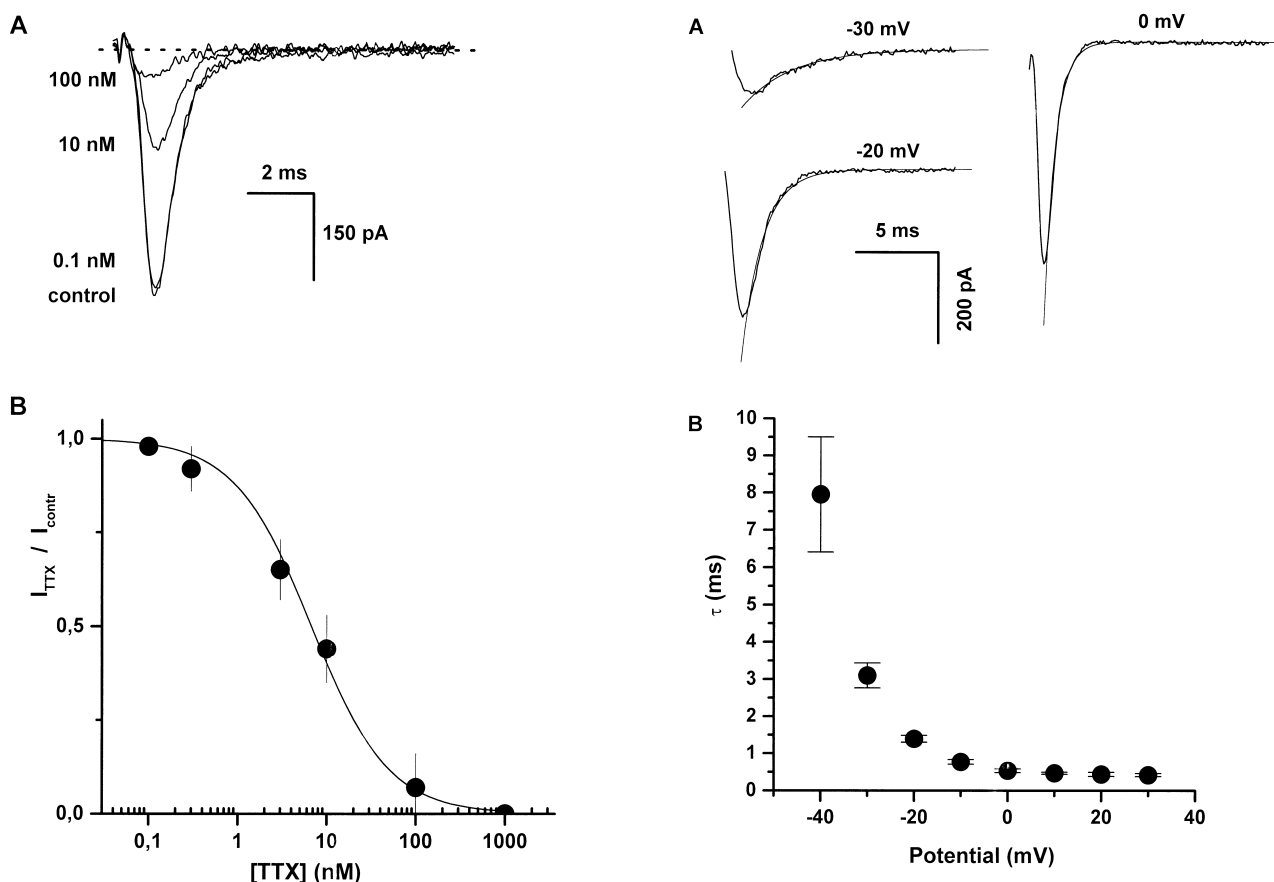 A
100 nM
10 nM
0.1 nM
control
2 ms
150 pA
B
I_TTX / I_contr
1,0
0,5
0,0
0,1
1
10
100
1000
[TTX] (nM)
A
-30 mV
0 mV
-20 mV
5 ms
200 pA
B
τ (ms)
10
9
8
7
6
5
4
3
2
1
0
-40
-20
0
20
40
Potential (mV)